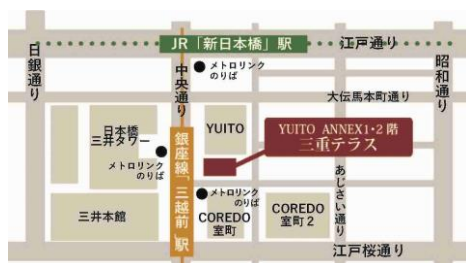 JR「新日本橋」駅
江戸通り
日銀通り
中央通り
昭和通り
メトロリンク
のりば
大伝馬本町通り
日本橋
三井タワー
YUITO
YUITO ANNEX1・2階
三重テラス
メトロリンク
のりば
銀座線「三越前」駅
あじさい通り
メトロリンク
のりば
三井本館
COREDO
室町
COREDO
室町2
江戸桜通り